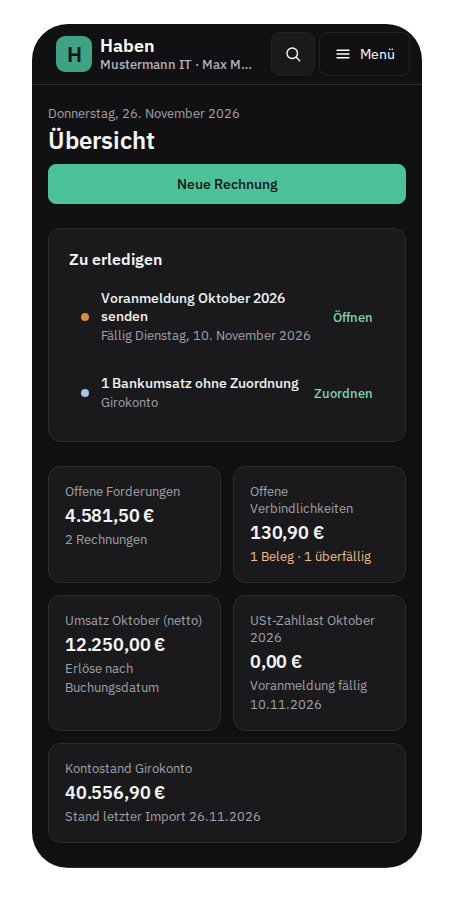 H
Haben
Mustermann IT · Max M...
Menü
Donnerstag, 26. November 2026
Übersicht
Neue Rechnung
Zu erledigen
Voranmeldung Oktober 2026
senden
Fällig Dienstag, 10. November 2026
Öffnen
1 Bankumsatz ohne Zuordnung
Girokonto
Zuordnen
Offene Forderungen
4.581,50 €
2 Rechnungen
Offene
Verbindlichkeiten
130,90 €
1 Beleg · 1 überfällig
Umsatz Oktober (netto)
12.250,00 €
Erlöse nach
Buchungsdatum
USt-Zahllast Oktober
2026
0,00 €
Voranmeldung fällig
10.11.2026
Kontostand Girokonto
40.556,90 €
Stand letzter Import 26.11.2026